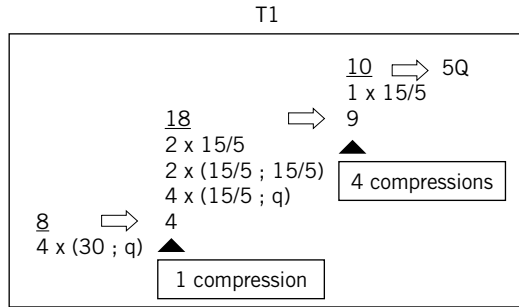 T1
10
5Q
1 x 15/5
9
18
2 x 15/5
2 x (15/5 ; 15/5)
4 x (15/5 ; q)
4
4 compressions
8
4 x (30 ; q)
1 compression